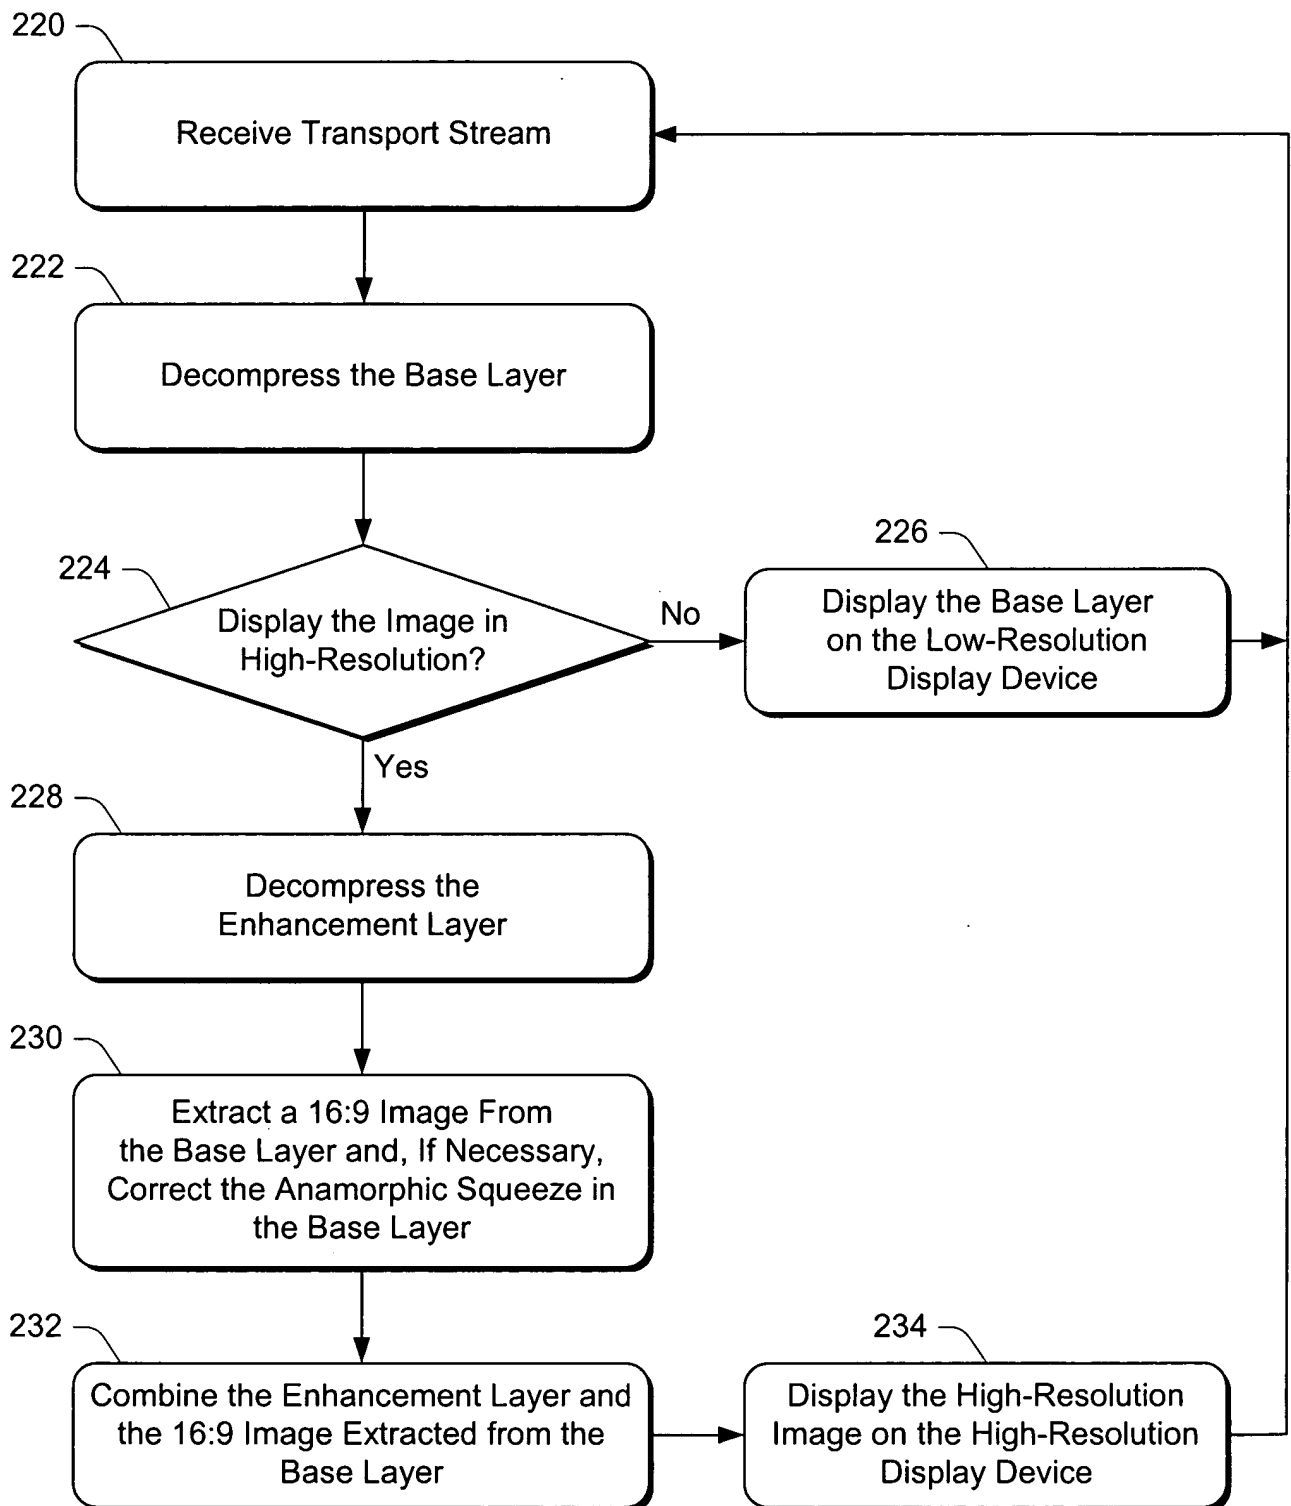 220
Receive Transport Stream
222
Decompress the Base Layer
224
Display the Image in
High-Resolution?
No
226
Display the Base Layer
on the Low-Resolution
Display Device
Yes
228
Decompress the
Enhancement Layer
230
Extract a 16:9 Image From
the Base Layer and, If Necessary,
Correct the Anamorphic Squeeze in
the Base Layer
232
Combine the Enhancement Layer and
the 16:9 Image Extracted from the
Base Layer
234
Display the High-Resolution
Image on the High-Resolution
Display Device